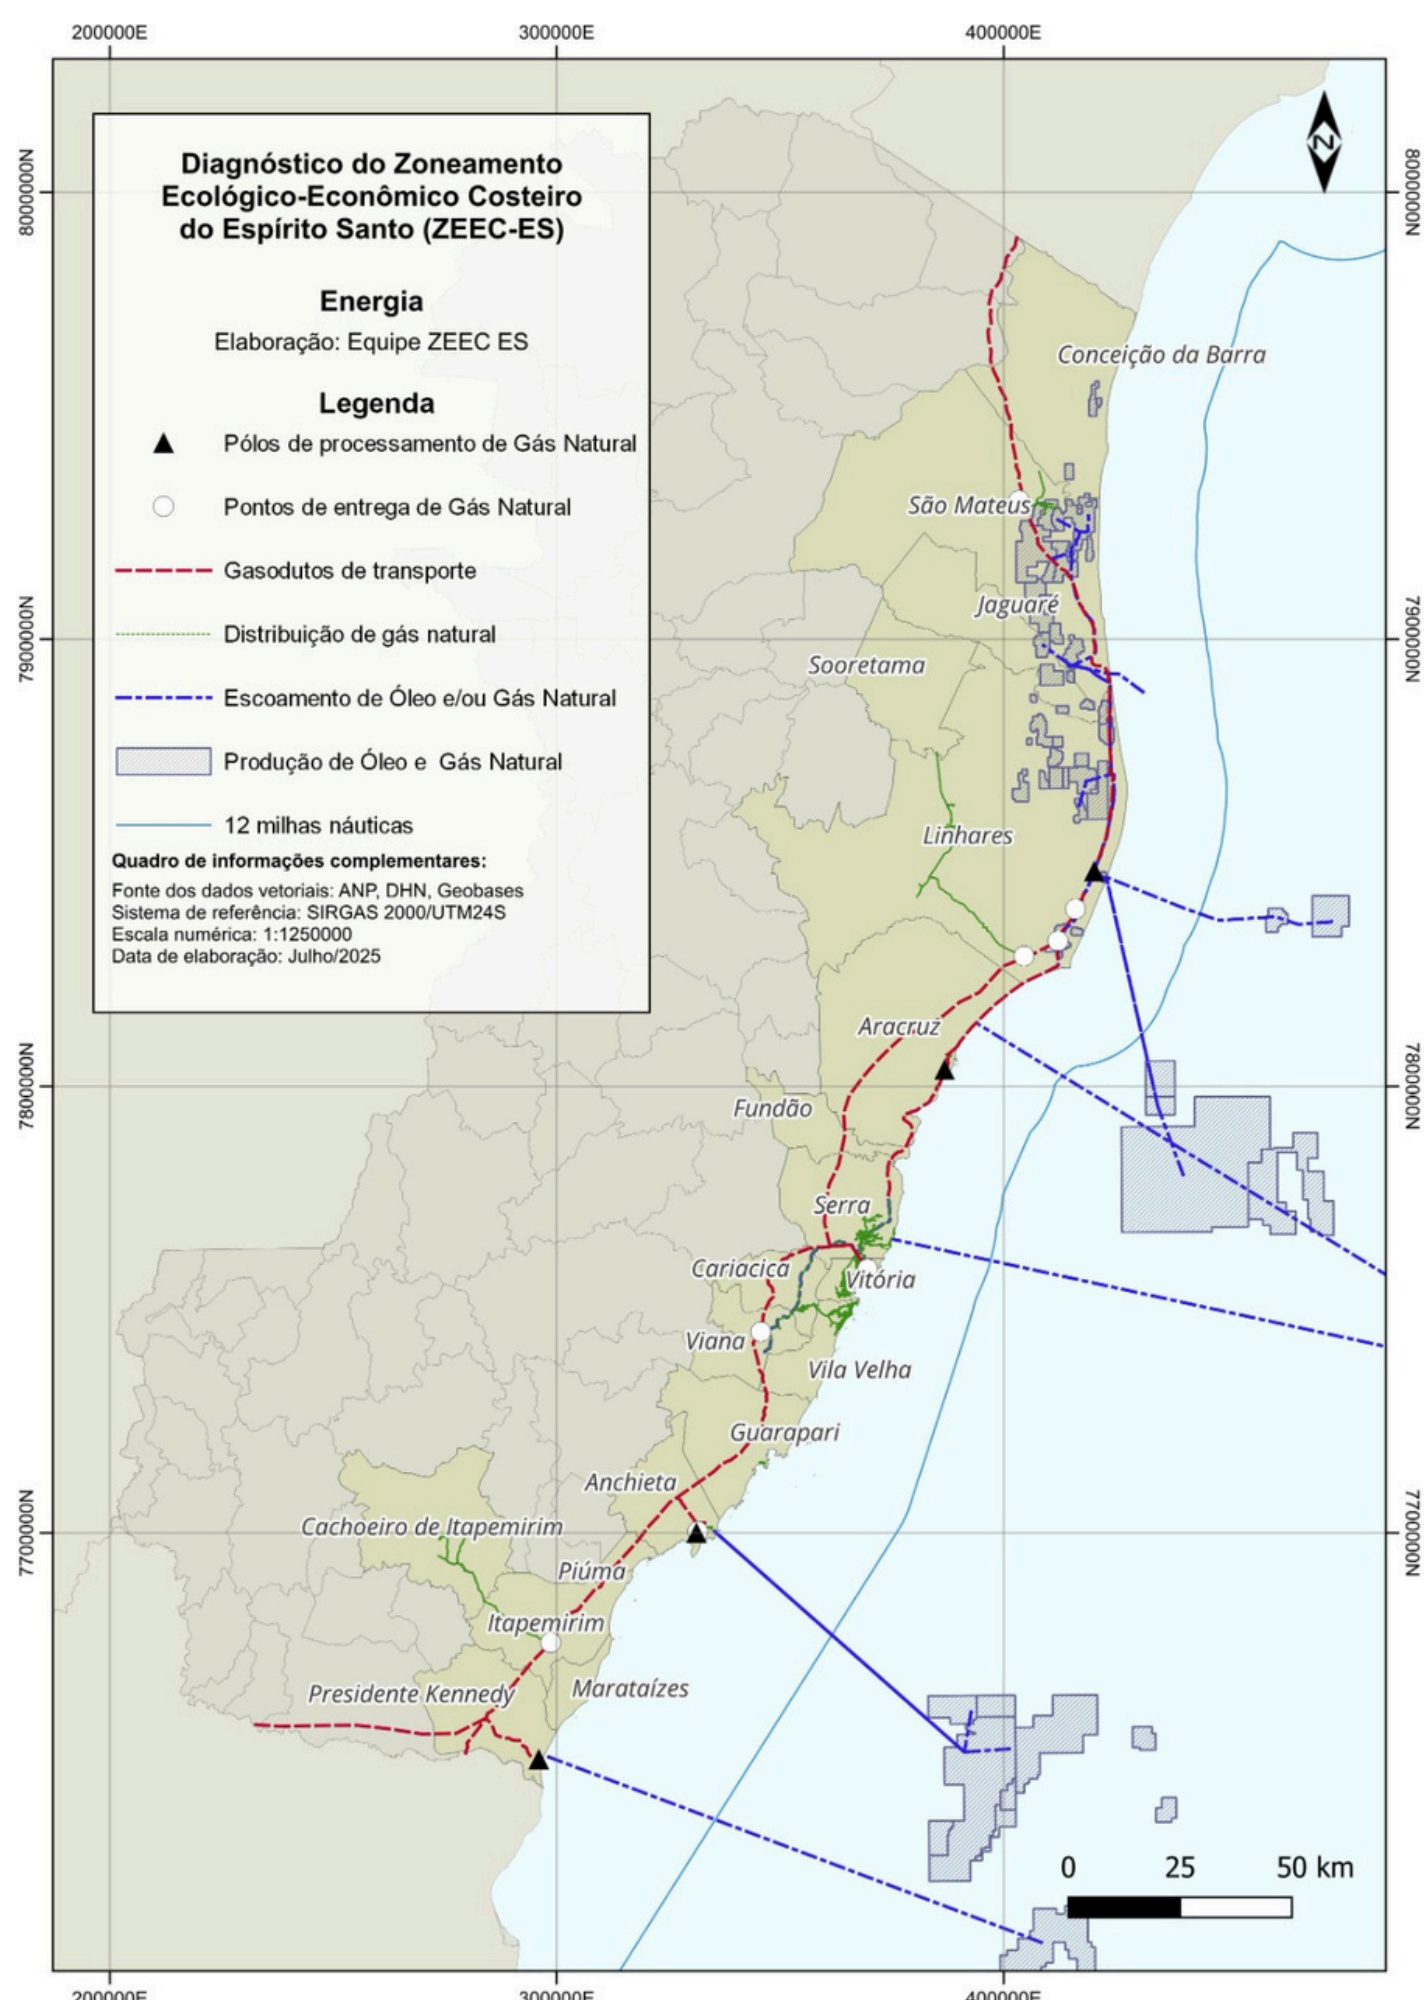 200000E
300000E
400000E
8000000N
8000000N
Diagnóstico do Zoneamento
Ecológico-Econômico Costeiro
do Espírito Santo (ZEEC-ES)
N
Energia
Elaboração: Equipe ZEEC ES
Legenda
Pólos de processamento de Gás Natural
Pontos de entrega de Gás Natural
Gasodutos de transporte
Distribuição de gás natural
Escoamento de Óleo e/ou Gás Natural
Produção de Óleo e Gás Natural
12 milhas náuticas
Quadro de informações complementares:
Fonte dos dados vetoriais: ANP, DHN, Geobases
Sistema de referência: SIRGAS 2000/UTM24S
Escala numérica: 1:1250000
Data de elaboração: Julho/2025
Conceição da Barra
São Mateus
Jaguaré
7900000N
7900000N
Sooretama
Linhares
Aracruz
7800000N
7800000N
Fundão
Serra
Cariacica
Vitória
Viana
Vila Velha
Guarapari
Anchieta
Cachoeiro de Itapemirim
7700000N
7700000N
Piúma
Itapemirim
Marataízes
Presidente Kennedy
0 25 50 km
200000E
300000E
400000E